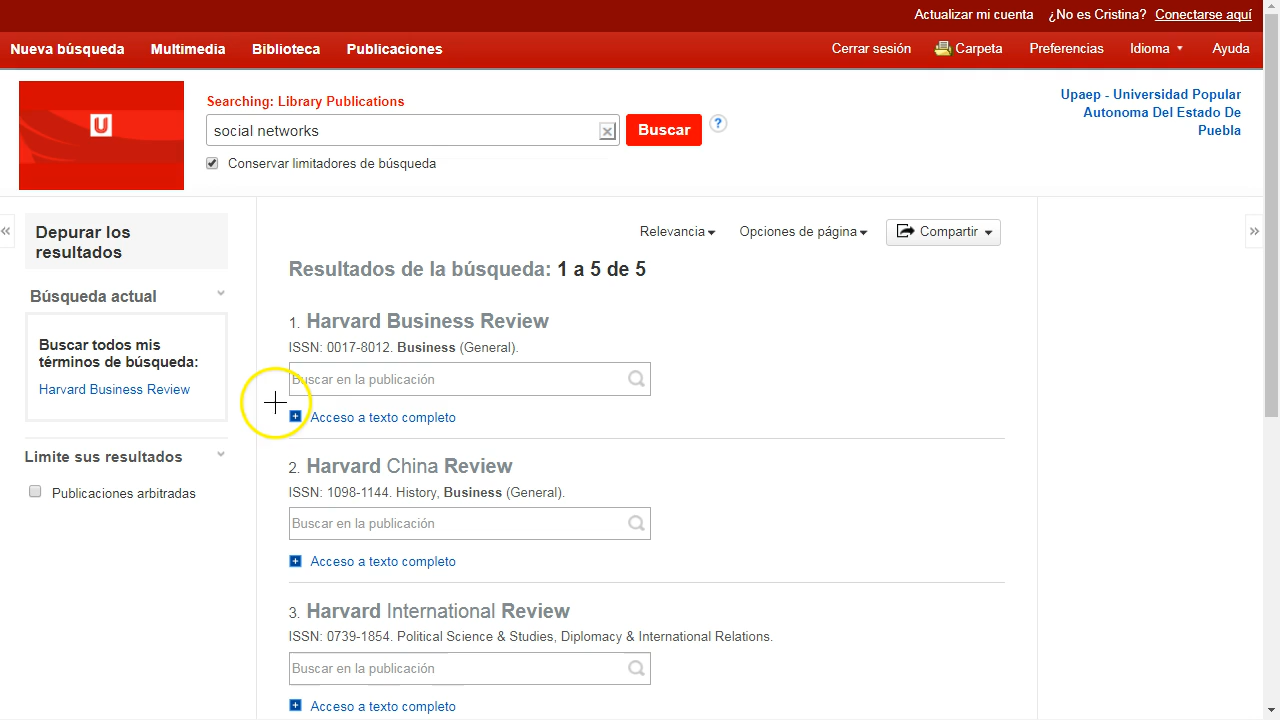 Actualizar mi cuenta ¿No es Cristina? Conectarse aquí
Nueva búsqueda Multimedia Biblioteca Publicaciones Cerrar sesión Carpeta Preferencias Idioma Ayuda
U
Searching: Library Publications
social networks
Buscar
?
Conservar limitadores de búsqueda
Upaep - Universidad Popular
Autonoma Del Estado De
Puebla
Depurar los
resultados
Búsqueda actual
Buscar todos mis
términos de búsqueda:
Harvard Business Review
Limite sus resultados
Publicaciones arbitradas
Relevancia Opciones de página Compartir
Resultados de la búsqueda: 1 a 5 de 5
1. Harvard Business Review
ISSN: 0017-8012. Business (General).
Buscar en la publicación
Acceso a texto completo
2. Harvard China Review
ISSN: 1098-1144. History, Business (General).
Buscar en la publicación
Acceso a texto completo
3. Harvard International Review
ISSN: 0739-1854. Political Science & Studies, Diplomacy & International Relations.
Buscar en la publicación
Acceso a texto completo